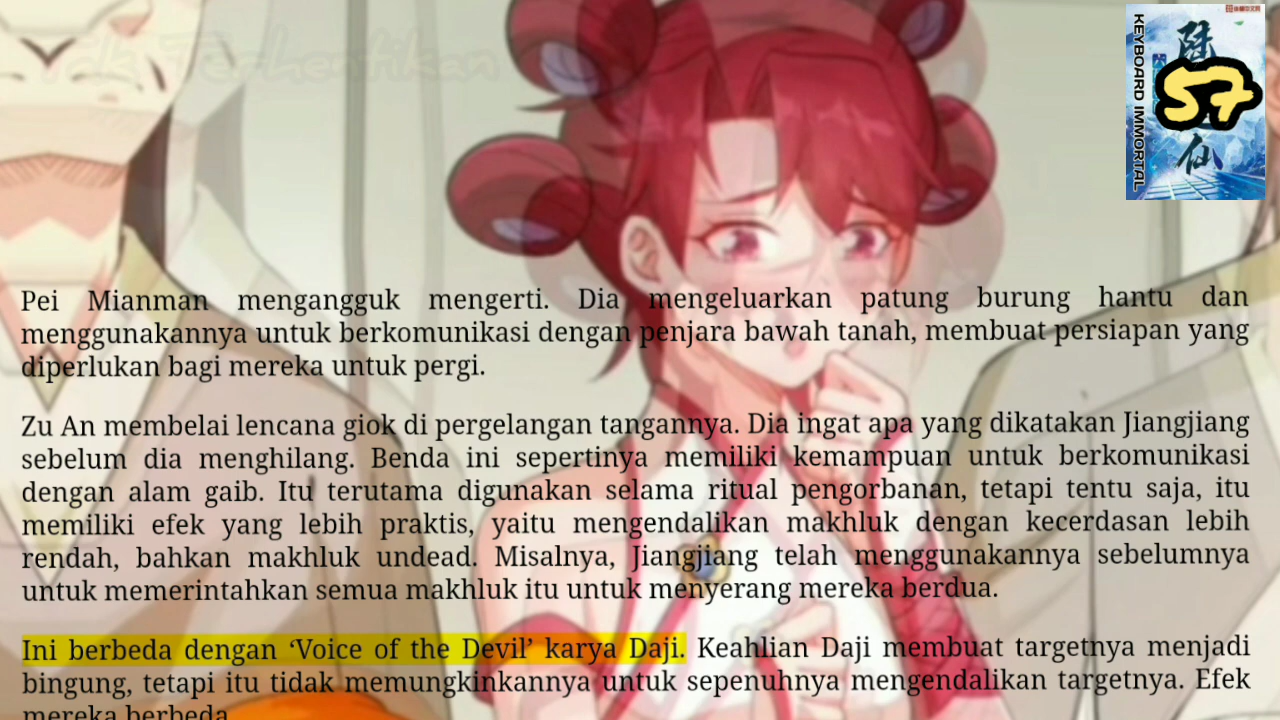 KEYBOARD IMMORTAL
57
仙
Pei Mianman mengangguk mengerti. Dia mengeluarkan patung burung hantu dan
menggunakannya untuk berkomunikasi dengan penjara bawah tanah, membuat persiapan yang
diperlukan bagi mereka untuk pergi.
Zu An membelai lencana giok di pergelangan tangannya. Dia ingat apa yang dikatakan Jiangjiang
sebelum dia menghilang. Benda ini sepertinya memiliki kemampuan untuk berkomunikasi
dengan alam gaib. Itu terutama digunakan selama ritual pengorbanan, tetapi tentu saja, itu
memiliki efek yang lebih praktis, yaitu mengendalikan makhluk dengan kecerdasan lebih
rendah, bahkan makhluk undead. Misalnya, Jiangjiang telah menggunakannya sebelumnya
untuk memerintahkan semua makhluk itu untuk menyerang mereka berdua.
Ini berbeda dengan ‘Voice of the Devil’ karya Daji. Keahlian Daji membuat targetnya menjadi
bingung, tetapi itu tidak memungkinkannya untuk sepenuhnya mengendalikan targetnya. Efek
mereka berbeda.